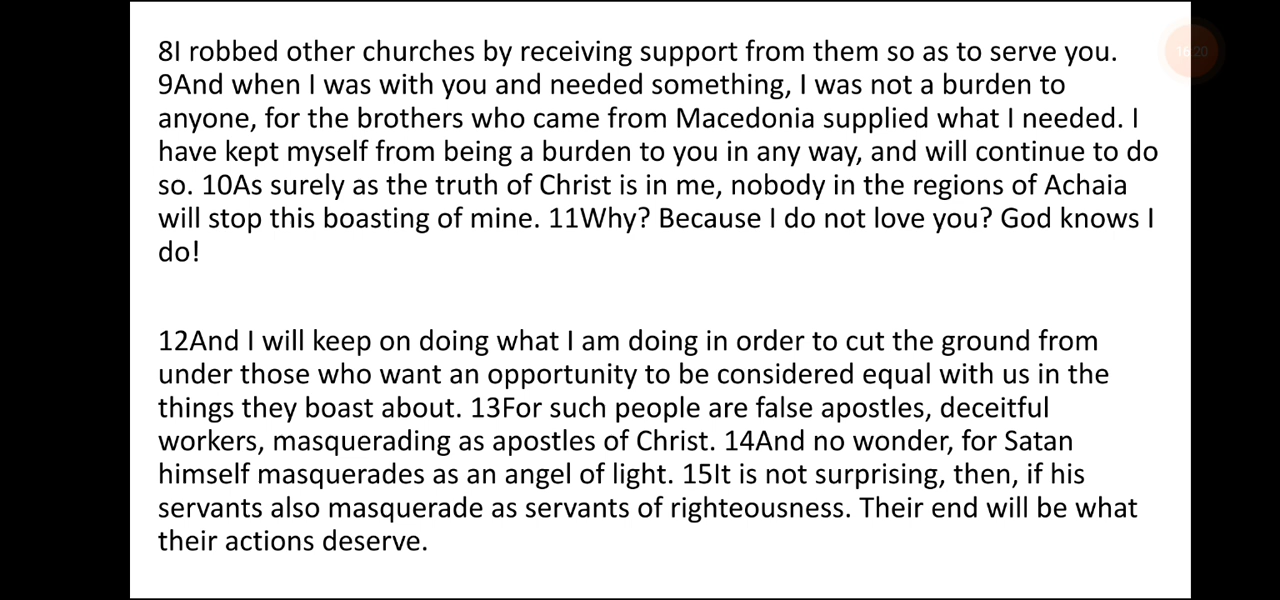 8I robbed other churches by receiving support from them so as to serve you.
9And when I was with you and needed something, I was not a burden to
anyone, for the brothers who came from Macedonia supplied what I needed. I
have kept myself from being a burden to you in any way, and will continue to do
so. 10As surely as the truth of Christ is in me, nobody in the regions of Achaia
will stop this boasting of mine. 11Why? Because I do not love you? God knows I
do!
12And I will keep on doing what I am doing in order to cut the ground from
under those who want an opportunity to be considered equal with us in the
things they boast about. 13For such people are false apostles, deceitful
workers, masquerading as apostles of Christ. 14And no wonder, for Satan
himself masquerades as an angel of light. 15It is not surprising, then, if his
servants also masquerade as servants of righteousness. Their end will be what
their actions deserve.
16:20